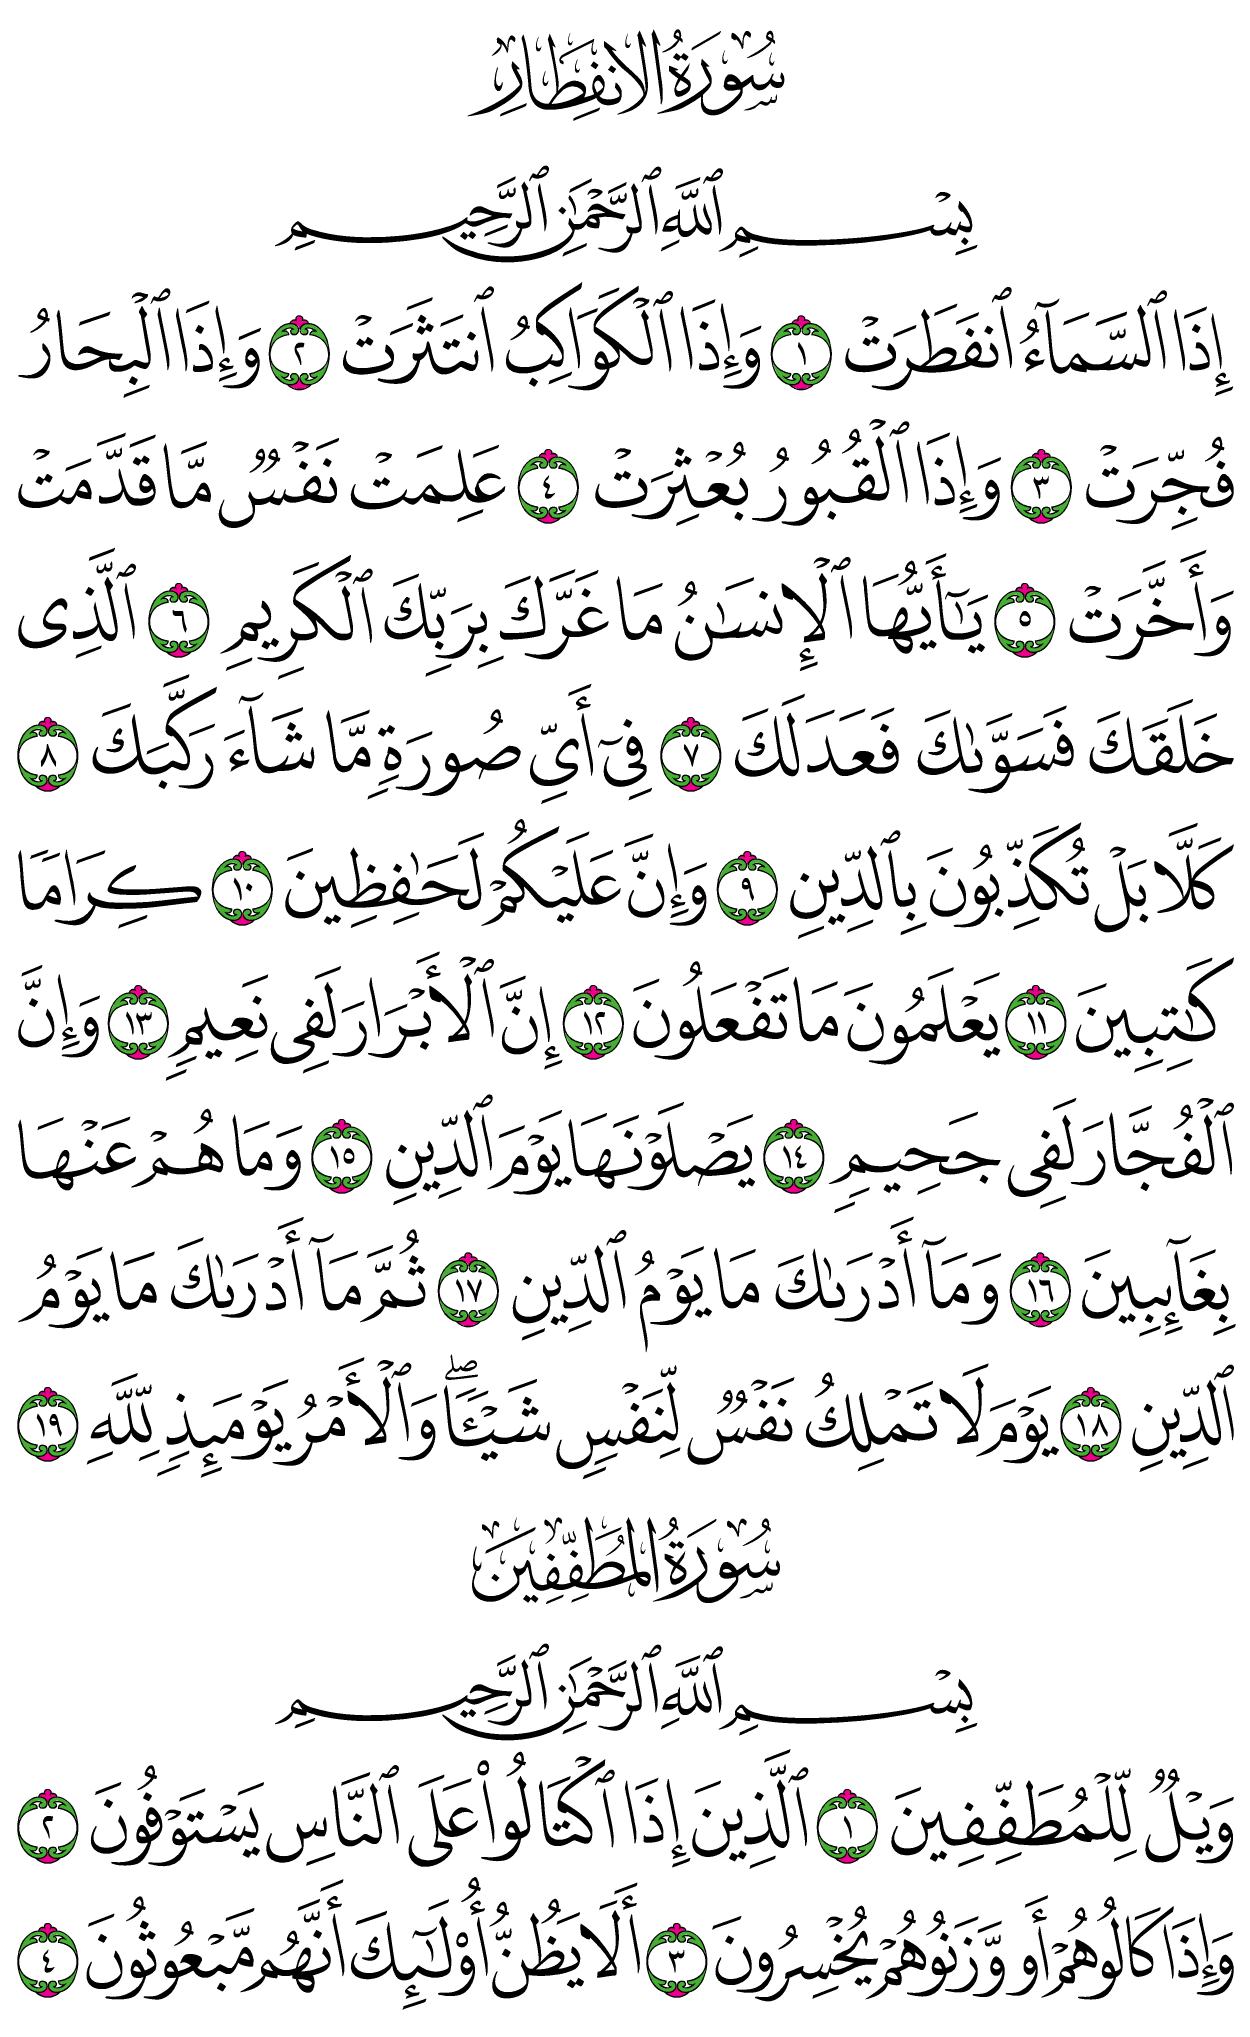 سُورَةُ الانفِطَارِ
بِسْمِ ٱللَّهِ ٱلرَّحْمَٰنِ ٱلرَّحِيمِ
إِذَا ٱلسَّمَآءُ ٱنفَطَرَتْ ١ وَإِذَا ٱلْكَوَاكِبُ ٱنتَثَرَتْ ٢ وَإِذَا ٱلْبِحَارُ
فُجِّرَتْ ٣ وَإِذَا ٱلْقُبُورُ بُعْثِرَتْ ٤ عَلِمَتْ نَفْسٌ مَّا قَدَّمَتْ
وَأَخَّرَتْ ٥ يَٰٓأَيُّهَا ٱلْإِنسَٰنُ مَا غَرَّكَ بِرَبِّكَ ٱلْكَرِيمِ ٦ ٱلَّذِى
خَلَقَكَ فَسَوَّىٰكَ فَعَدَلَكَ ٧ فِىٓ أَىِّ صُورَةٍ مَّا شَآءَ رَكَّبَكَ ٨
كَلَّا بَلْ تُكَذِّبُونَ بِٱلدِّينِ ٩ وَإِنَّ عَلَيْكُمْ لَحَٰفِظِينَ ١٠ كِرَامًا
كَٰتِبِينَ ١١ يَعْلَمُونَ مَا تَفْعَلُونَ ١٢ إِنَّ ٱلْأَبْرَارَ لَفِى نَعِيمٍ ١٣ وَإِنَّ
ٱلْفُجَّارَ لَفِى جَحِيمٍ ١٤ يَصْلَوْنَهَا يَوْمَ ٱلدِّينِ ١٥ وَمَا هُمْ عَنْهَا
بِغَآئِبِينَ ١٦ وَمَآ أَدْرَىٰكَ مَا يَوْمُ ٱلدِّينِ ١٧ ثُمَّ مَآ أَدْرَىٰكَ مَا يَوْمُ
ٱلدِّينِ ١٨ يَوْمَ لَا تَمْلِكُ نَفْسٌ لِّنَفْسٍ شَيْـًٔا ۖ وَٱلْأَمْرُ يَوْمَئِذٍ لِّلَّهِ ١٩
سُورَةُ المُطَفِّفِينَ
بِسْمِ ٱللَّهِ ٱلرَّحْمَٰنِ ٱلرَّحِيمِ
وَيْلٌ لِّلْمُطَفِّفِينَ ١ ٱلَّذِينَ إِذَا ٱكْتَالُوا۟ عَلَى ٱلنَّاسِ يَسْتَوْفُونَ ٢
وَإِذَا كَالُوهُمْ أَو وَّزَنُوهُمْ يُخْسِرُونَ ٣ أَلَا يَظُنُّ أُو۟لَٰٓئِكَ أَنَّهُم مَّبْعُوثُونَ ٤